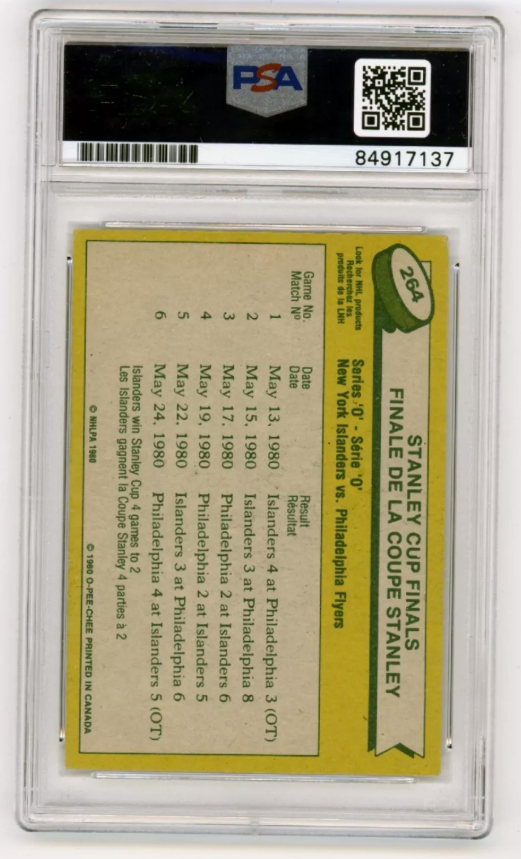 PSA
84917137
264
STANLEY CUP FINALS
FINALE DE LA COUPE STANLEY
Look for NHL products
Recherchez les
produits de la LNH
Series 'O' - Série 'O'
New York Islanders vs. Philadelphia Flyers
Game No. Date Result
Match Nº Date Résultat
1 May 13, 1980 Islanders 4 at Philadelphia 3 (OT)
2 May 15, 1980 Islanders 3 at Philadelphia 8
3 May 17, 1980 Philadelphia 2 at Islanders 6
4 May 19, 1980 Philadelphia 2 at Islanders 5
5 May 22, 1980 Islanders 3 at Philadelphia 6
6 May 24, 1980 Philadelphia 4 at Islanders 5 (OT)
Islanders win Stanley Cup 4 games to 2
Les Islanders gagnent la Coupe Stanley 4 parties à 2
© NHLPA 1980 © 1980 O-PEE-CHEE PRINTED IN CANADA